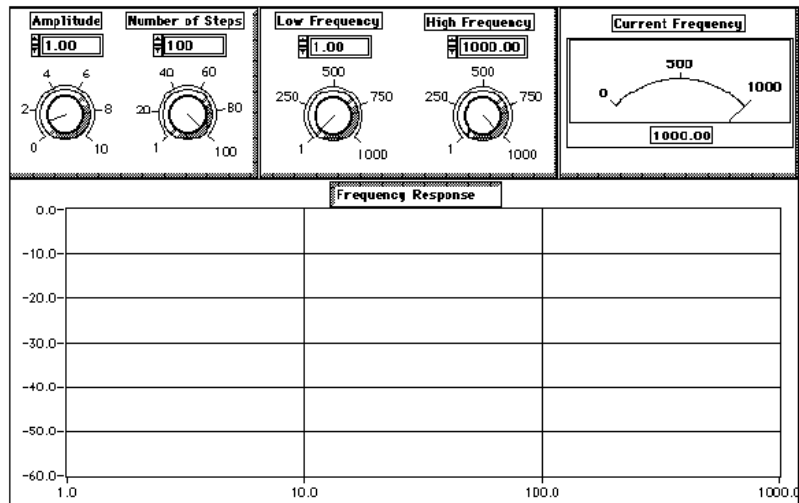 Amplitude
1.00
0 2 4 6 8 10
Number of Steps
100
1 20 40 60 80 100
Low Frequency
1.00
1 250 500 750 1000
High Frequency
1000.00
1 250 500 750 1000
Current Frequency
0 500 1000
1000.00
Frequency Response
0.0
-10.0
-20.0
-30.0
-40.0
-50.0
-60.0
1.0 10.0 100.0 1000.0